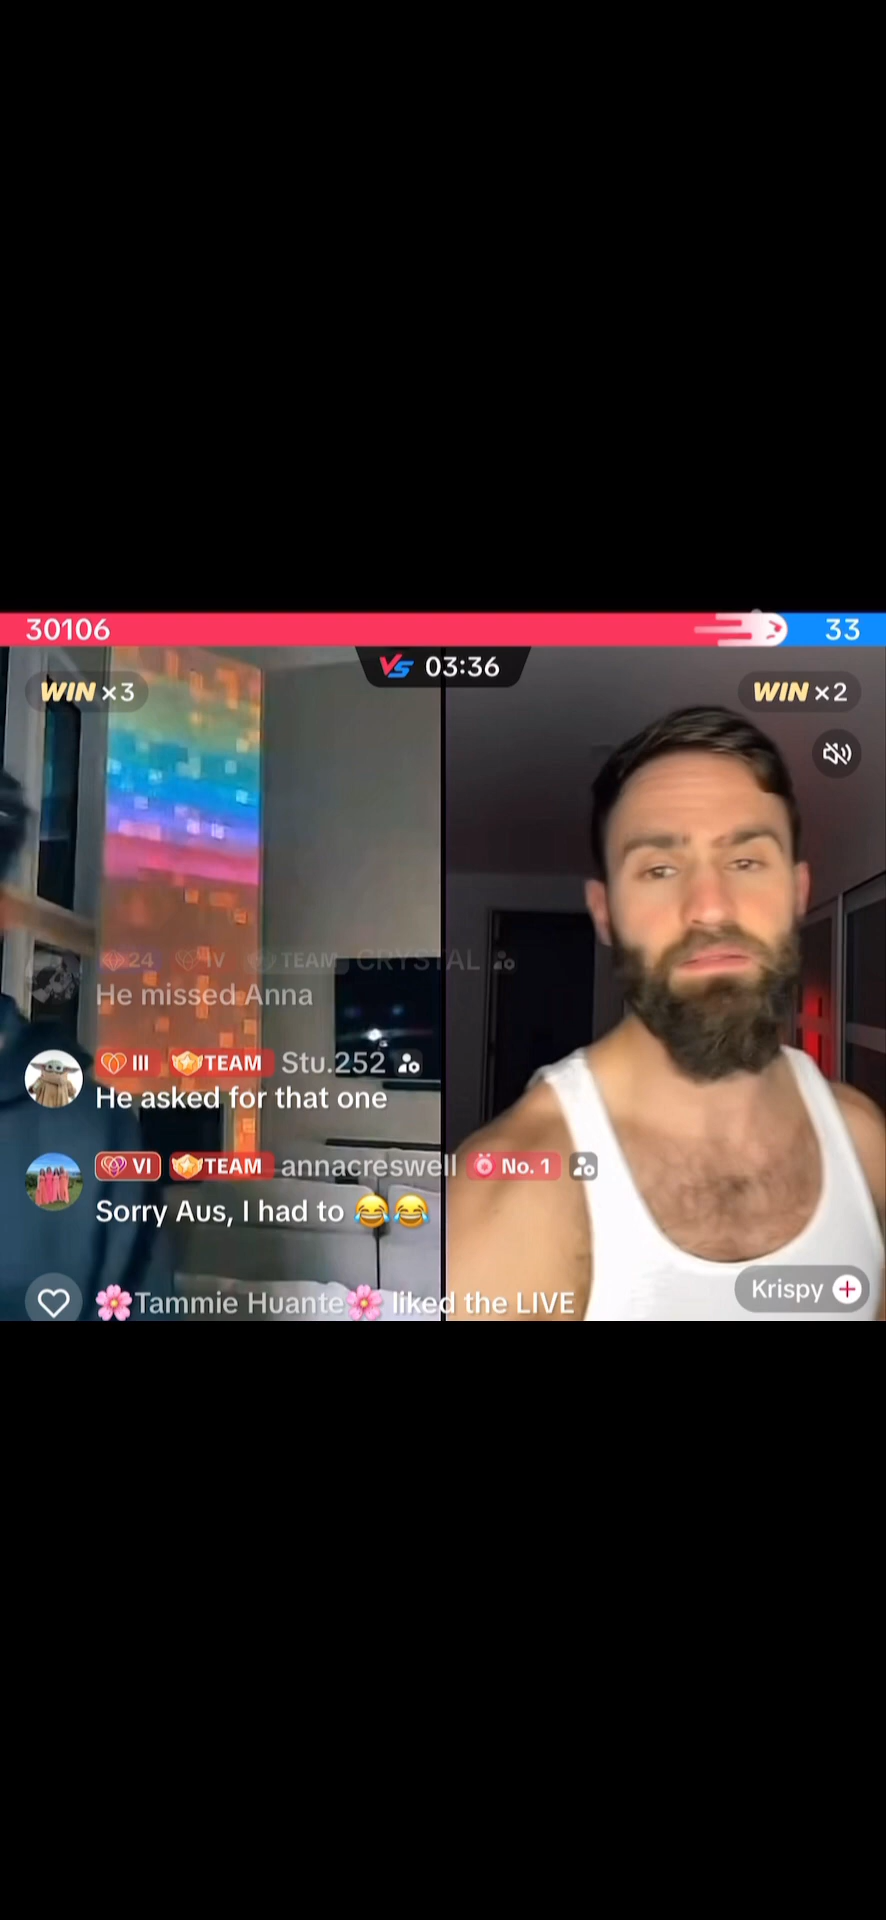 30106 33
VS 03:36
WIN x3 WIN x2
24 IV TEAM CRYSTAL
He missed Anna
III TEAM Stu.252
He asked for that one
VI TEAM annacreswell No. 1
Sorry Aus, I had to 😂😂
Krispy +
🌸Tammie Huante🌸 liked the LIVE